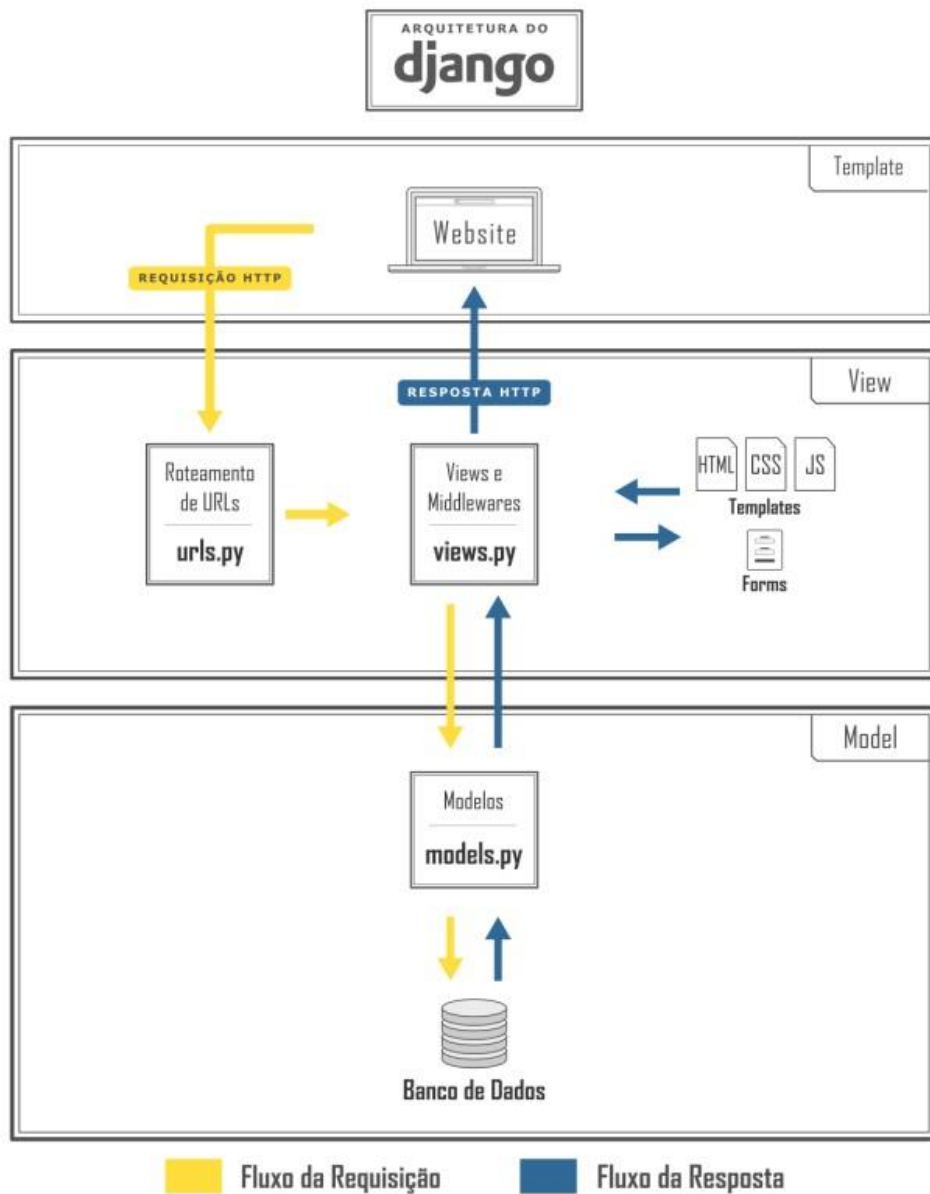 ARQUITETURA DO
django
Template
Website
REQUISIÇÃO HTTP
View
RESPOSTA HTTP
Roteamento
de URLs
urls.py
Views e
Middlewares
views.py
HTML
CSS
JS
Templates
Forms
Model
Modelos
models.py
Banco de Dados
Fluxo da Requisição
Fluxo da Resposta